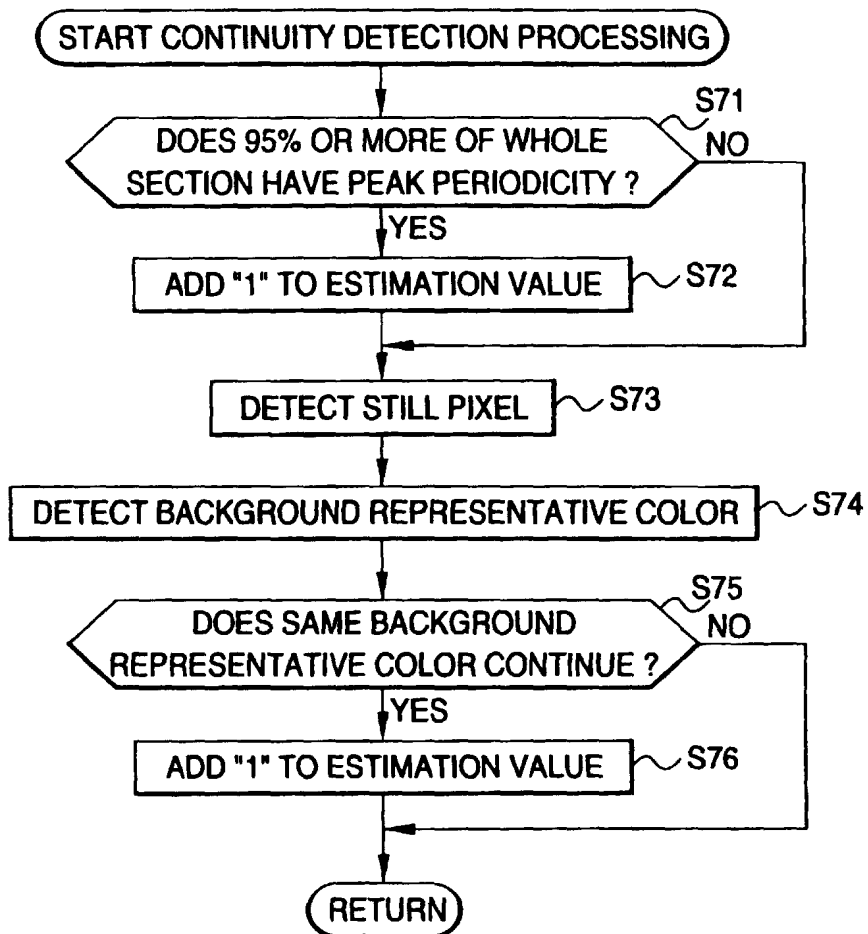 START CONTINUITY DETECTION PROCESSING
S71
DOES 95% OR MORE OF WHOLE
SECTION HAVE PEAK PERIODICITY ?
NO
YES
ADD "1" TO ESTIMATION VALUE
S72
DETECT STILL PIXEL
S73
DETECT BACKGROUND REPRESENTATIVE COLOR
S74
S75
DOES SAME BACKGROUND
REPRESENTATIVE COLOR CONTINUE ?
NO
YES
ADD "1" TO ESTIMATION VALUE
S76
RETURN